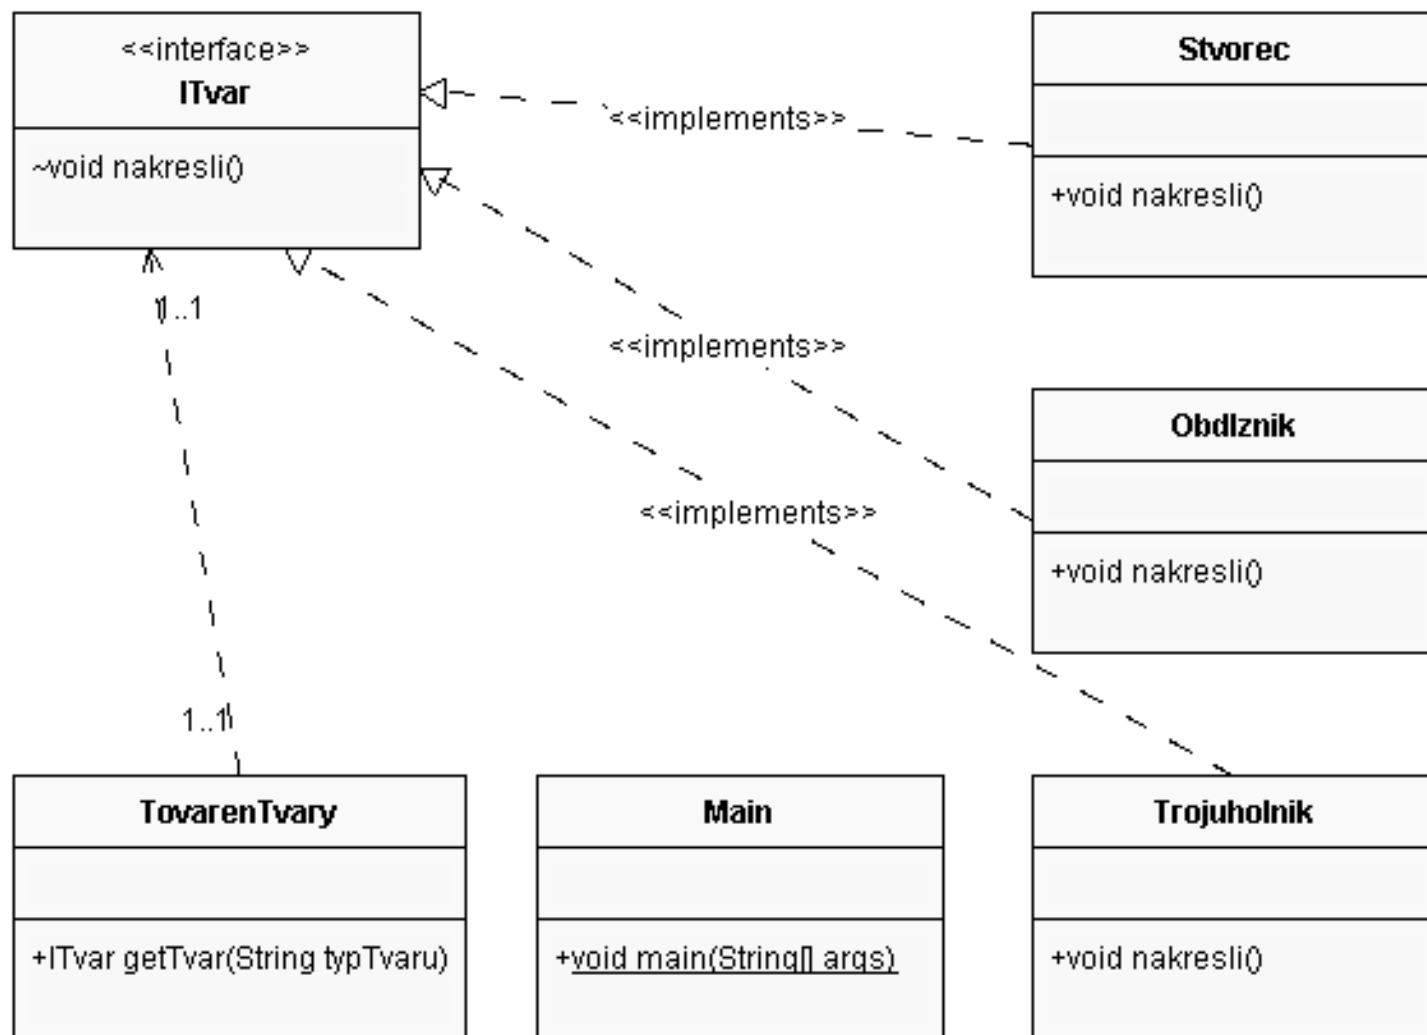 <<interface>>
ITvar
~void nakresli()
Stvorec
+void nakresli()
<<implements>>
<<implements>>
<<implements>>
1..1
1..1
Obdlznik
+void nakresli()
TovarenTvary
+ITvar getTvar(String typTvaru)
Main
+void main(String[] args)
Trojuholnik
+void nakresli()